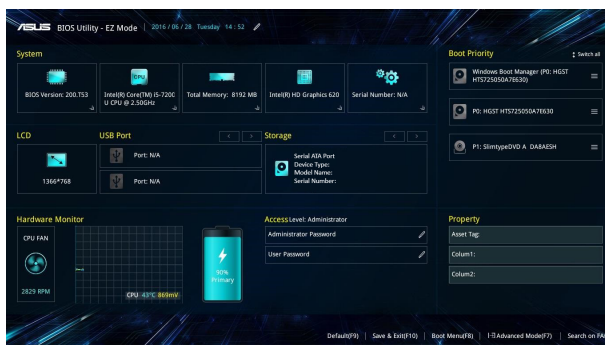 ASUS BIOS Utility - EZ Mode 2016/06/28 Tuesday 14:52
System
BIOS Version: 200.T53
Intel(R) Core(TM) i5-7200
U CPU @ 2.50GHz
CPU
Total Memory: 8192 MB
Intel(R) HD Graphics 620
Serial Number: N/A
Boot Priority
Switch all
Windows Boot Manager (P0: HGST
HTS725050A7E630)
P0: HGST HTS725050A7E630
P1: SlimtypeDVD A DA8AESH
LCD
1366*768
USB Port
Port: N/A
Port: N/A
Storage
Serial ATA Port
Device Type:
Model Name:
Serial Number:
Hardware Monitor
CPU FAN
2829 RPM
CPU 43°C 869mV
90%
Primary
Access Level: Administrator
Administrator Password
User Password
Property
Asset Tag:
Colum1:
Colum2:
Default(F9) | Save & Exit(F10) | Boot Menu(F8) | Advanced Mode(F7) | Search on FA